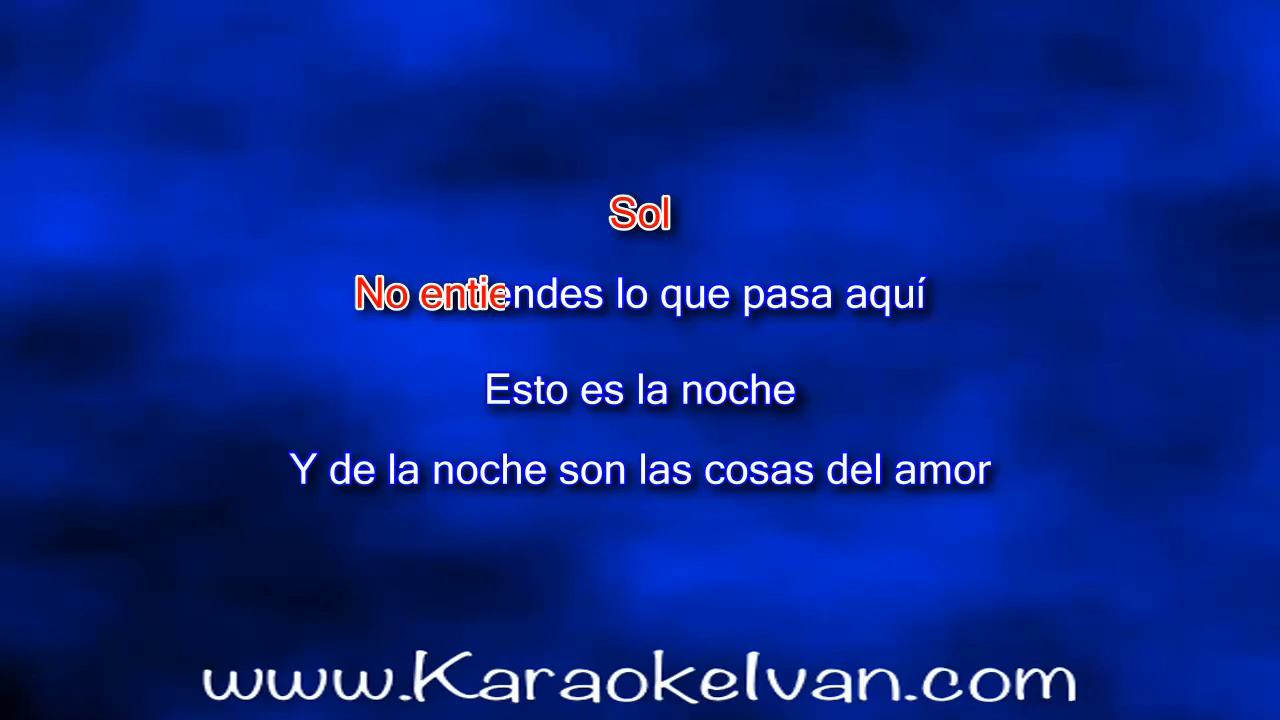 Sol
No entiendes lo que pasa aquí
Esto es la noche
Y de la noche son las cosas del amor
www.KaraokeIvan.com